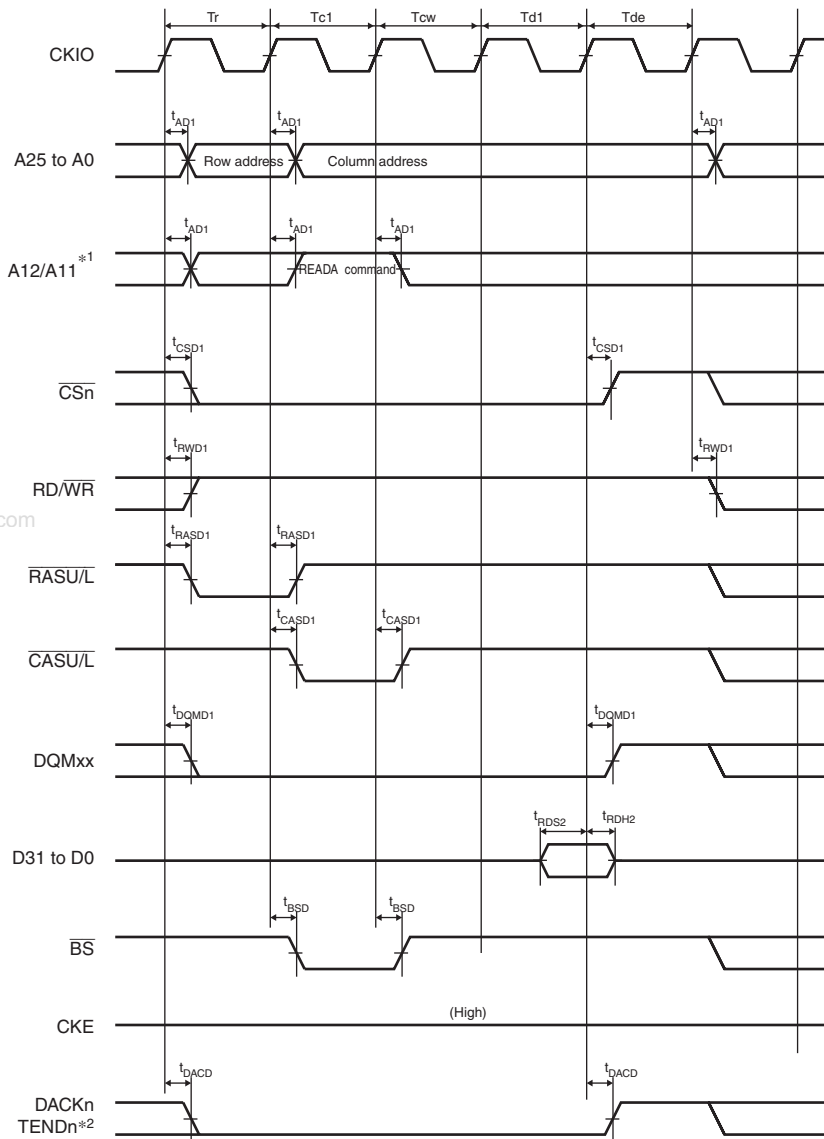 Tr Tc1 Tcw Td1 Tde
CKIO
tAD1 tAD1 tAD1
A25 to A0 Row address Column address
tAD1 tAD1 tAD1
A12/A11*1 READA command
tCSD1 tCSD1
CSn
tRWD1 tRWD1
RD/WR
com
tRASD1 tRASD1
RASU/L
tCASD1 tCASD1
CASU/L
tDQMD1 tDQMD1
DQMxx
tRDS2 tRDH2
D31 to D0
tBSD tBSD
BS
(High)
CKE
tDACD tDACD
DACKn
TENDn*2